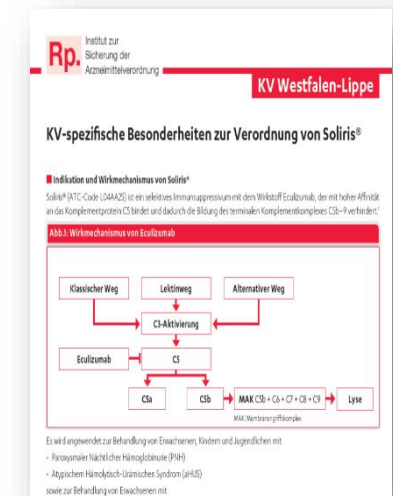 Rp.
Institut zur
Sicherung der
Arzneimittelverordnung
KV Westfalen-Lippe
KV-spezifische Besonderheiten zur Verordnung von Soliris®
Indikation und Wirkmechanismus von Soliris®
Soliris® (ATC-Code L04AA25) ist ein selektives Immunsuppressivum mit dem Wirkstoff Eculizumab, der mit hoher Affinität
an das Komplementprotein C5 bindet und dadurch die Bildung des terminalen Komplementkomplexes C5b–9 verhindert.¹
Abb.1: Wirkmechanismus von Eculizumab
Klassischer Weg
Lektinweg
Alternativer Weg
C3-Aktivierung
Eculizumab
C5
C5a
C5b
MAK C5b + C6 + C7 + C8 + C9
Lyse
MAK: Membranangriffskomplex
Es wird angewendet zur Behandlung von Erwachsenen, Kindern und Jugendlichen mit
- Paroxysmaler Nächtlicher Hämoglobinurie (PNH)
- Atypischem Hämolytisch-Urämischen Syndrom (aHUS)
sowie zur Behandlung von Erwachsenen mit